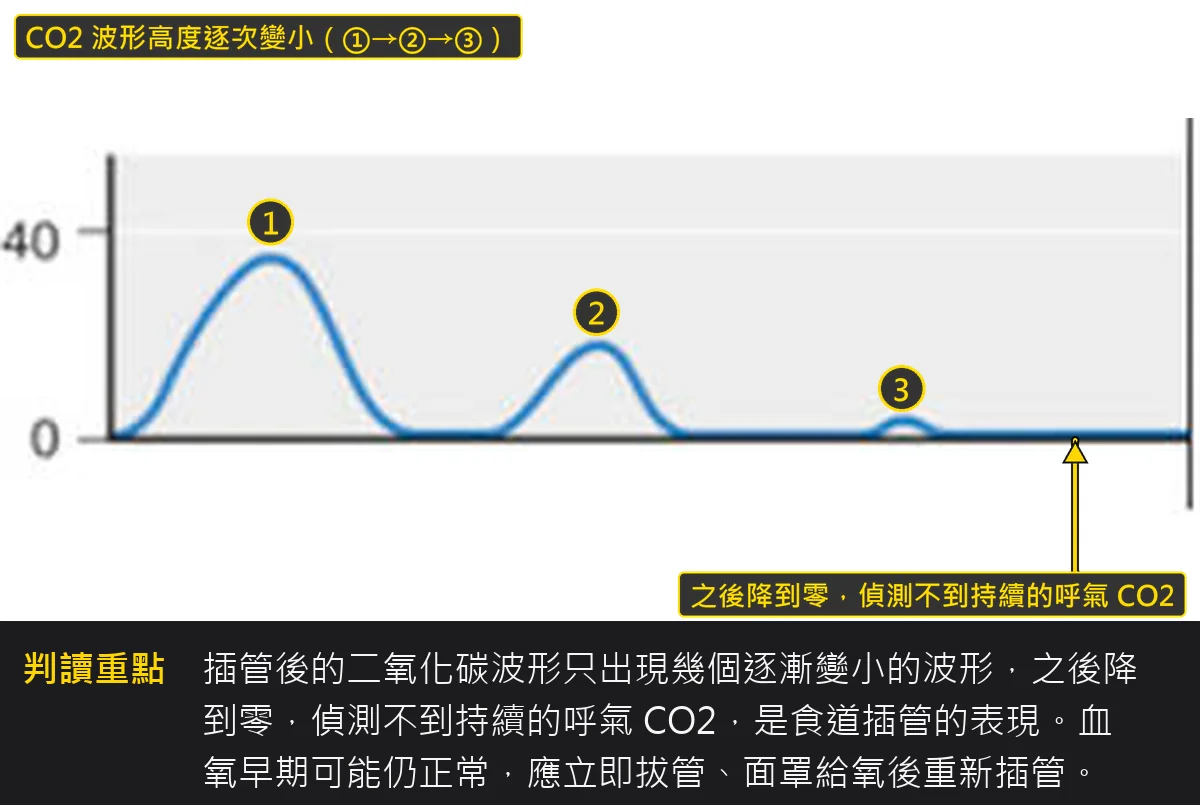 CO2 波形高度逐次變小（①→②→③）
40
1
2
3
0
之後降到零，偵測不到持續的呼氣 CO2
判讀重點 插管後的二氧化碳波形只出現幾個逐漸變小的波形，之後降
到零，偵測不到持續的呼氣 CO2，是食道插管的表現。血
氧早期可能仍正常，應立即拔管、面罩給氧後重新插管。